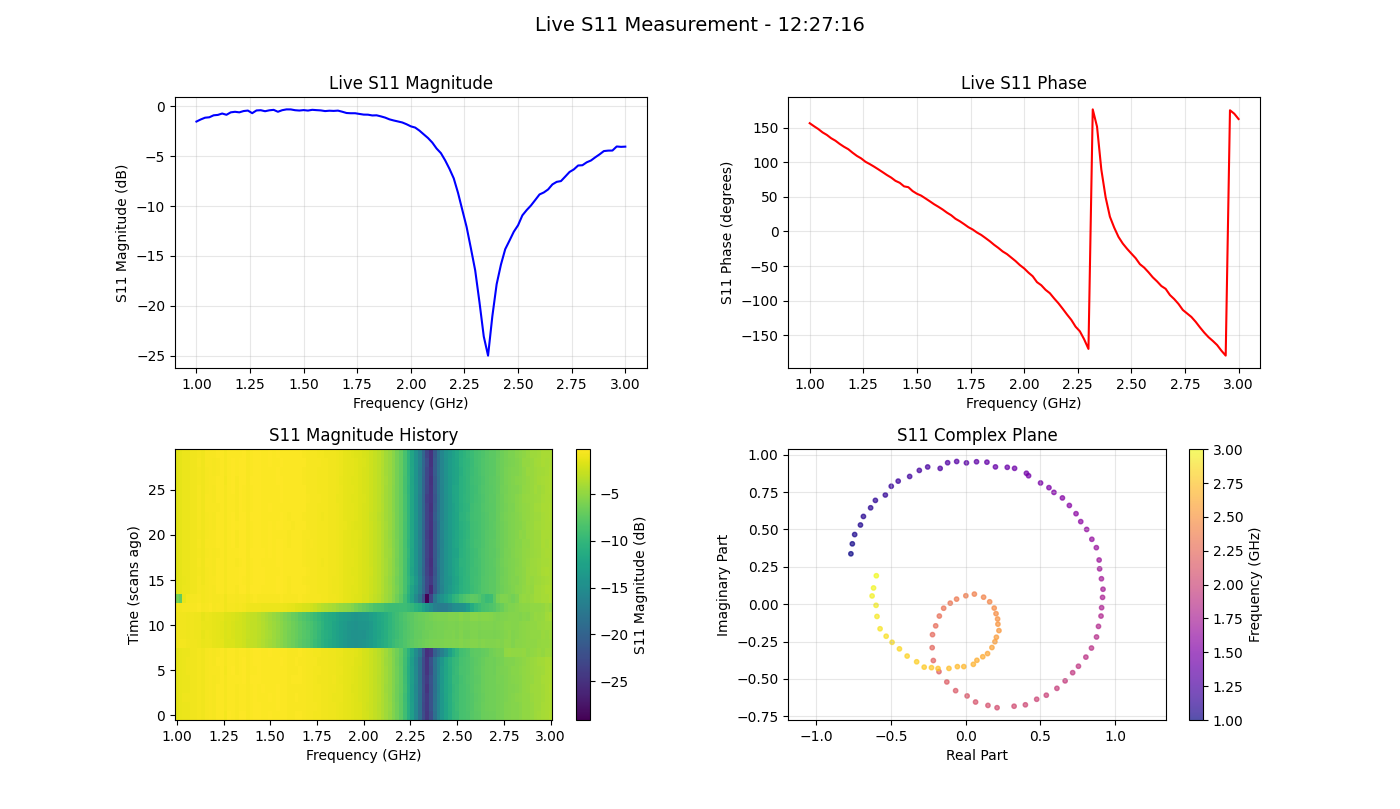 Live S11 Measurement - 12:27:16
Live S11 Magnitude
0
−5
−10
−15
−20
−25
S11 Magnitude (dB)
1.00 1.25 1.50 1.75 2.00 2.25 2.50 2.75 3.00
Frequency (GHz)
Live S11 Phase
150
100
50
0
−50
−100
−150
S11 Phase (degrees)
1.00 1.25 1.50 1.75 2.00 2.25 2.50 2.75 3.00
Frequency (GHz)
S11 Magnitude History
25
20
15
10
5
0
Time (scans ago)
1.00 1.25 1.50 1.75 2.00 2.25 2.50 2.75 3.00
Frequency (GHz)
−5
−10
−15
−20
−25
S11 Magnitude (dB)
S11 Complex Plane
1.00
0.75
0.50
0.25
0.00
−0.25
−0.50
−0.75
Imaginary Part
−1.0 −0.5 0.0 0.5 1.0
Real Part
3.00
2.75
2.50
2.25
2.00
1.75
1.50
1.25
1.00
Frequency (GHz)